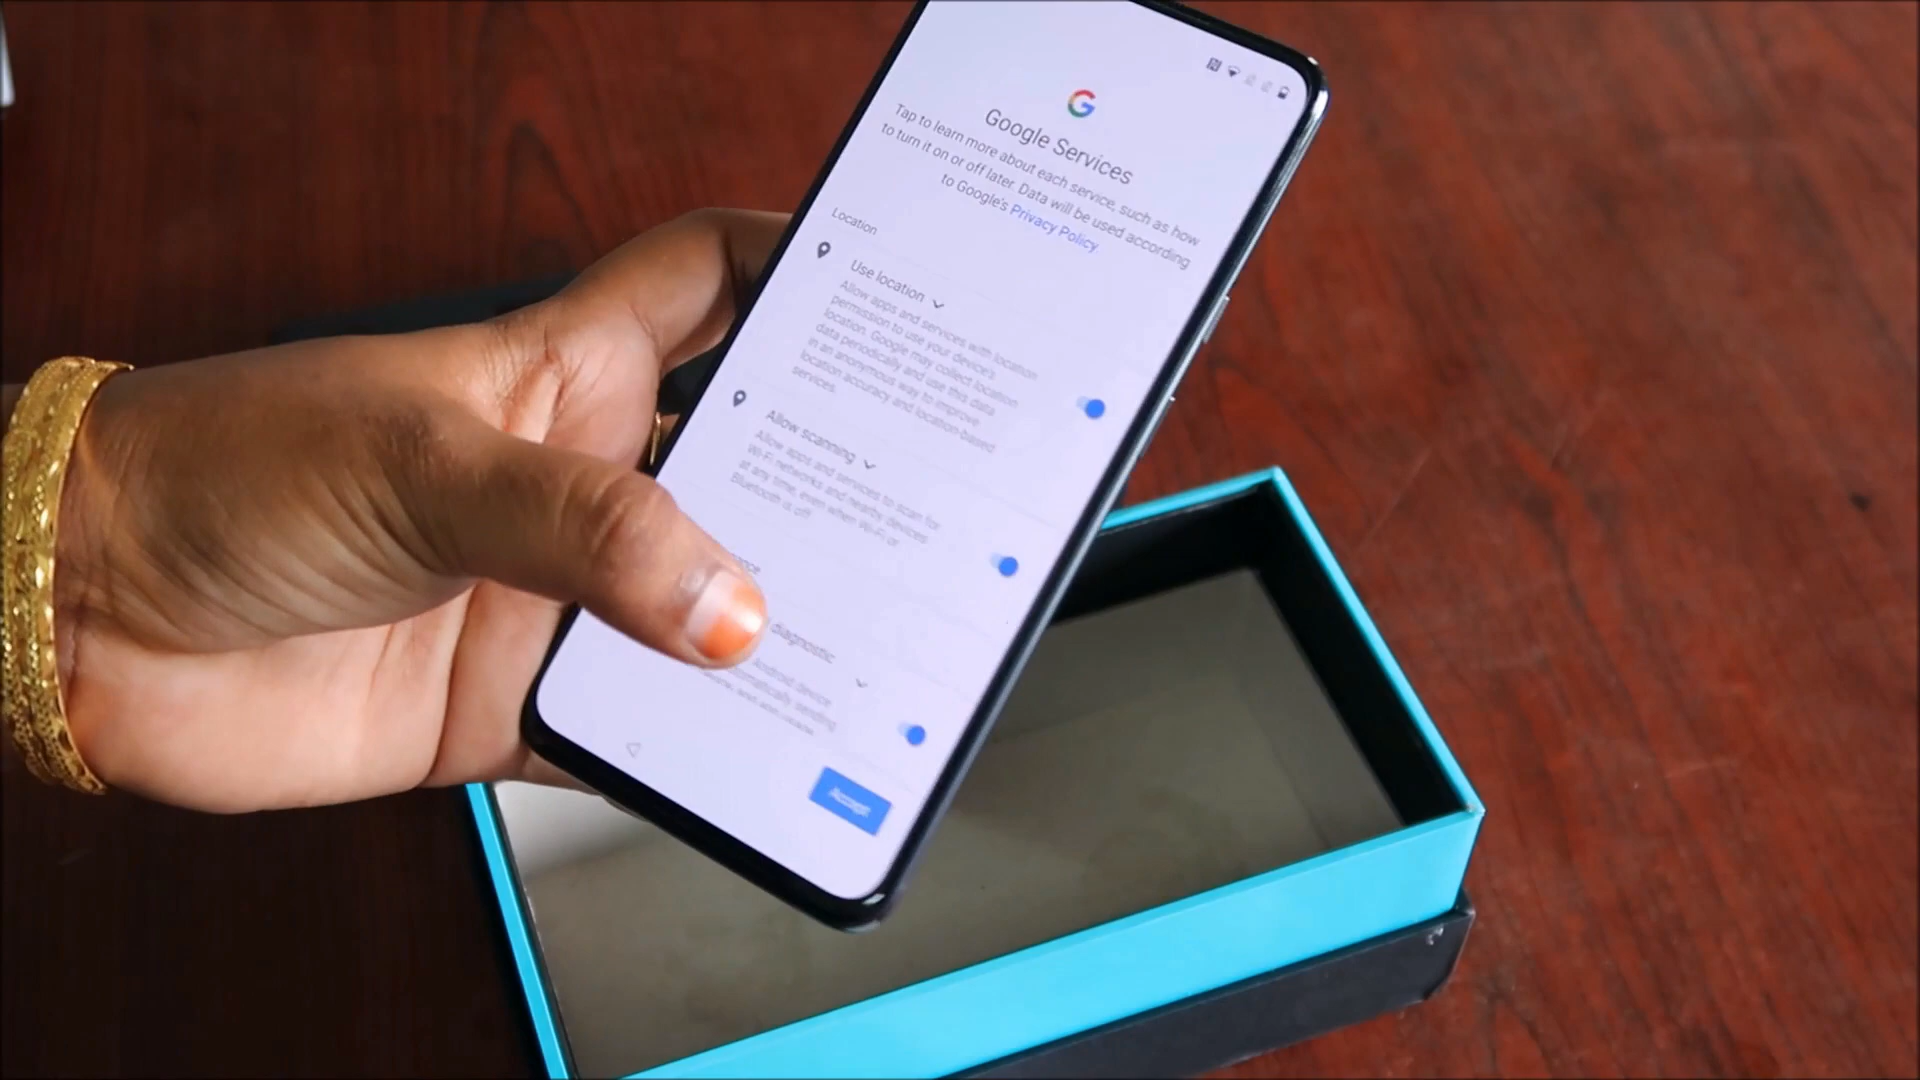 Google Services
Tap to learn more about each service, such as how
to turn it on or off later. Data will be used according
to Google's Privacy Policy.
Location
Use location
Allow apps and services with location
permission to use your device's
location. Google may collect location
data periodically and use this data
in an anonymous way to improve
location accuracy and location-based
services.
Allow scanning
Allow apps and services to scan for
Wi-Fi networks and nearby devices
at any time, even when Wi-Fi or
Bluetooth is off.
diagnostic
Android device
automatically sending
Accept